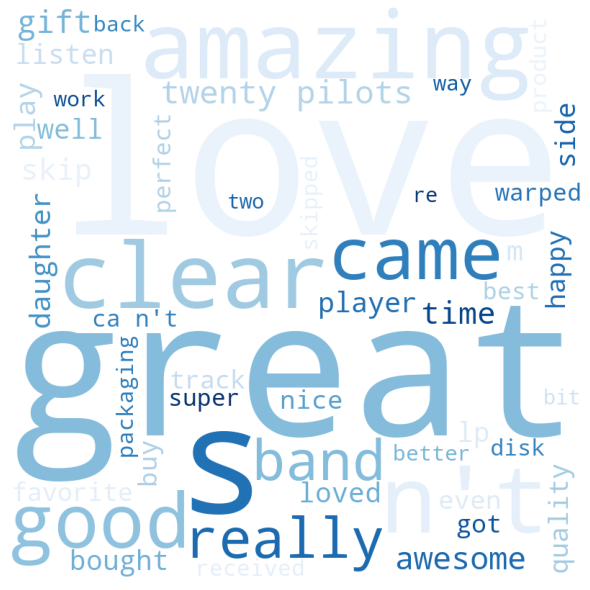 gift back amazing
listen product
love
play work twenty pilots way
well perfect side
skip skipped warped
daughter two re
clear came m happy
best
ca n't player time
great
packaging track super nice bit
s band lp disk
buy better
favorite loved even n't quality
good really got
bought received awesome